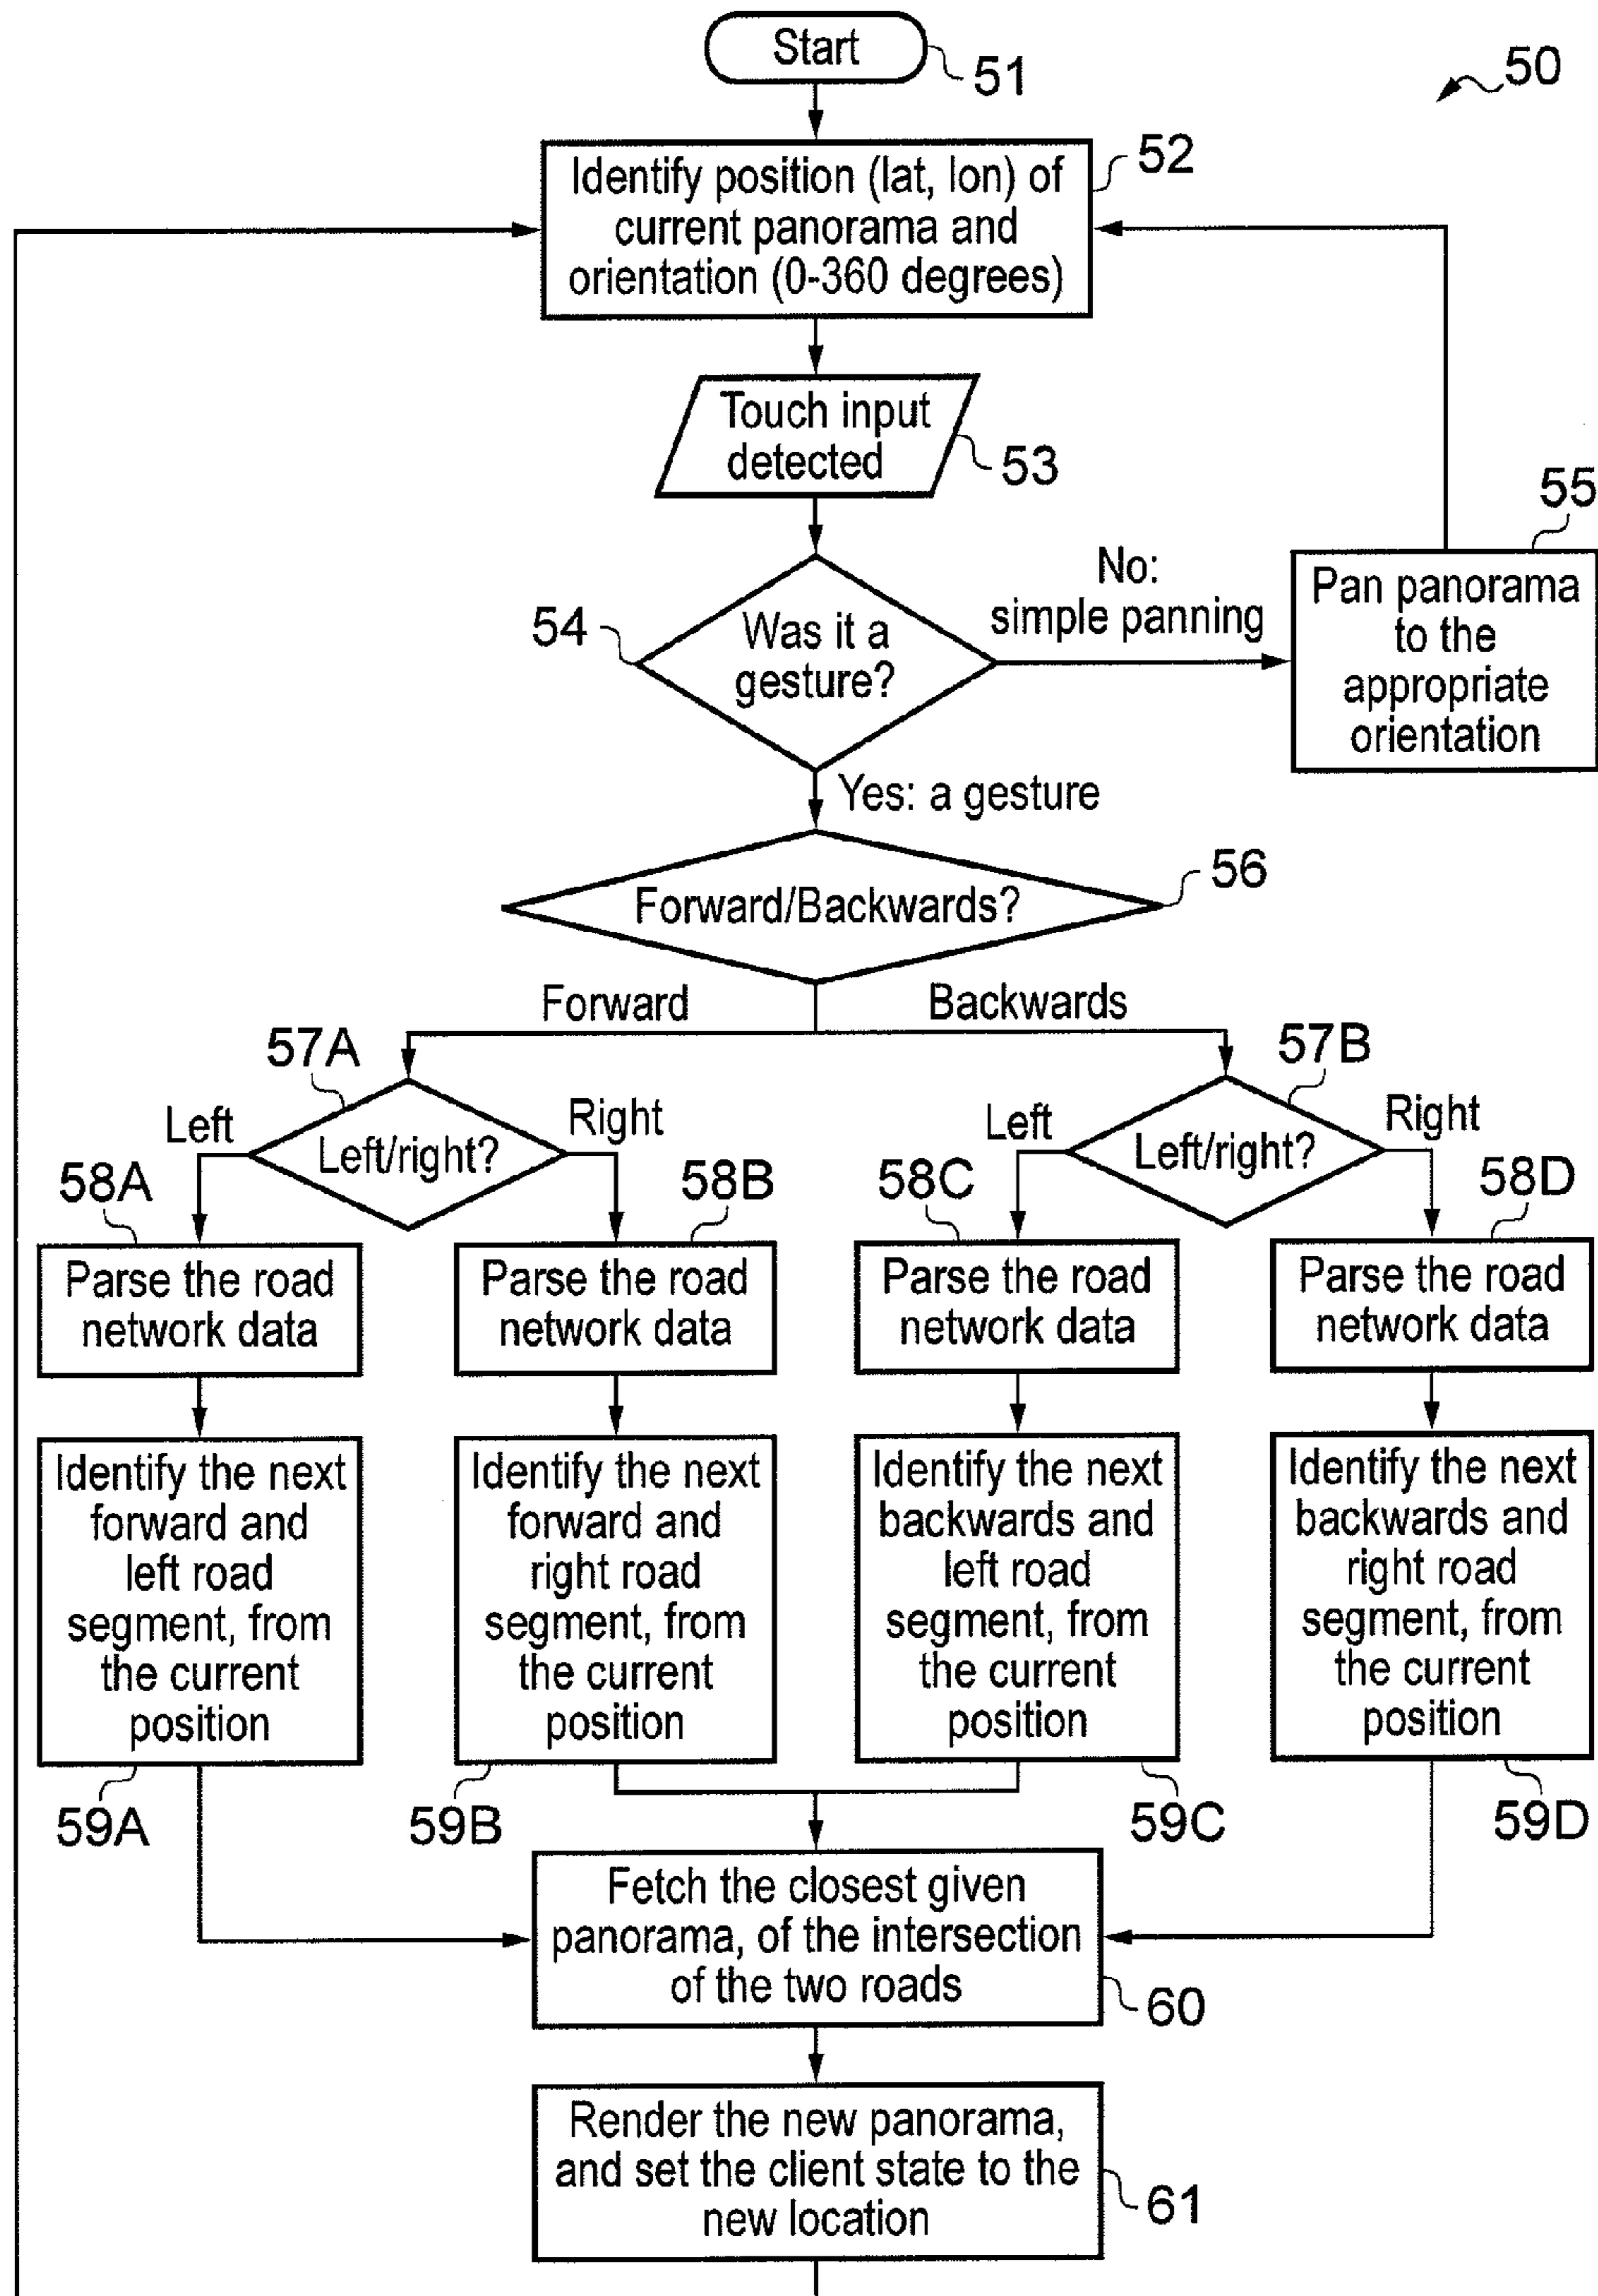 Start
51
50
Identify position (lat, lon) of
current panorama and
orientation (0-360 degrees)
52
Touch input
detected
53
54
Was it a
gesture?
No:
simple panning
55
Pan panorama
to the
appropriate
orientation
Yes: a gesture
Forward/Backwards?
56
Forward
Backwards
57A
Left
Left/right?
Right
57B
Left
Left/right?
Right
58A
Parse the road
network data
58B
Parse the road
network data
58C
Parse the road
network data
58D
Parse the road
network data
Identify the next
forward and
left road
segment, from
the current
position
59A
Identify the next
forward and
right road
segment, from
the current
position
59B
Identify the next
backwards and
left road
segment, from
the current
position
59C
Identify the next
backwards and
right road
segment, from
the current
position
59D
Fetch the closest given
panorama, of the intersection
of the two roads
60
Render the new panorama,
and set the client state to the
new location
61